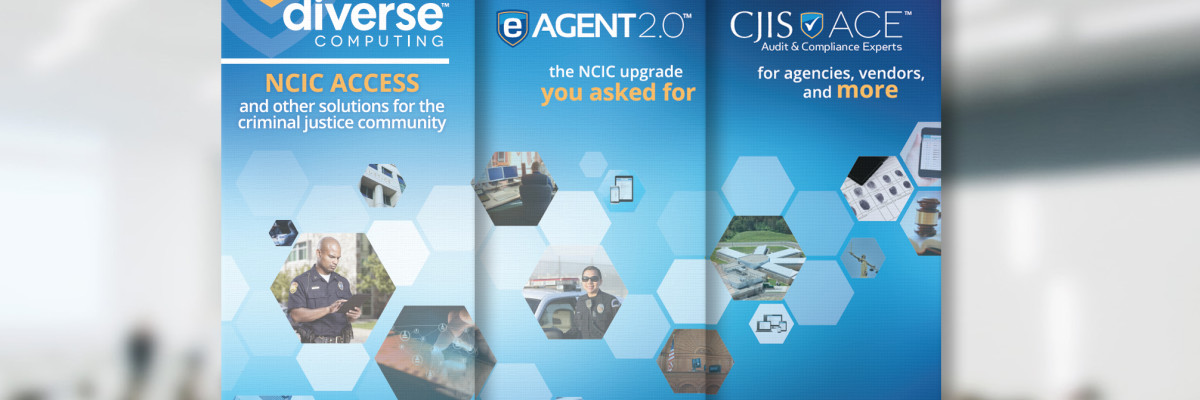 diverse™
COMPUTING
NCIC ACCESS
and other solutions for the
criminal justice community
e AGENT 2.0™
the NCIC upgrade
you asked for
CJIS ACE™
Audit & Compliance Experts
for agencies, vendors,
and more